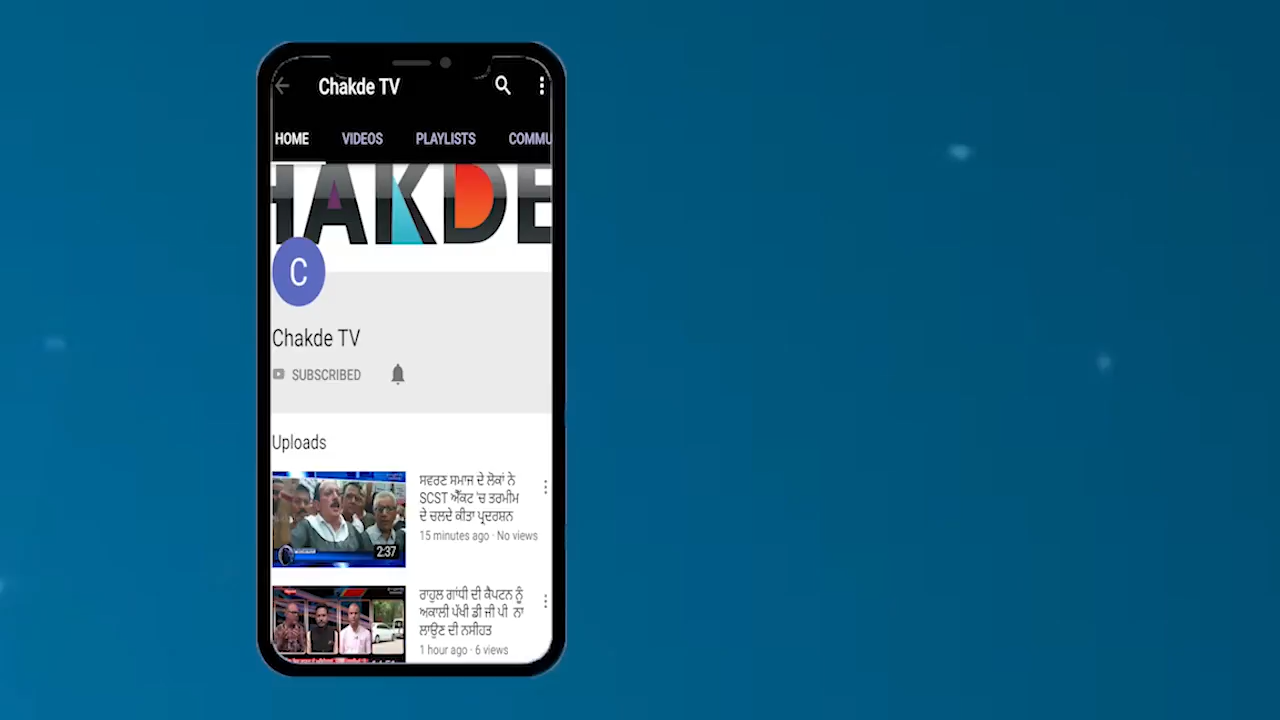 Chakde TV
HOME VIDEOS PLAYLISTS COMMU
HAKDE
C
Chakde TV
SUBSCRIBED
Uploads
ਸਵਰਣ ਸਮਾਜ ਦੇ ਲੋਕਾਂ ਨੇ
SCST ਐੱਕਟ 'ਚ ਤਰਮੀਮ
ਦੇ ਚਲਦੇ ਕੀਤਾ ਪ੍ਰਦਰਸ਼ਨ
15 minutes ago · No views
2:37
ਰਾਹੁਲ ਗਾਂਧੀ ਦੀ ਕੈਪਟਨ ਨੂੰ
ਅਕਾਲੀ ਪੱਖੀ ਡੀ ਜੀ ਪੀ ਨਾ
ਲਾਉਣ ਦੀ ਨਸੀਹਤ
1 hour ago · 6 views